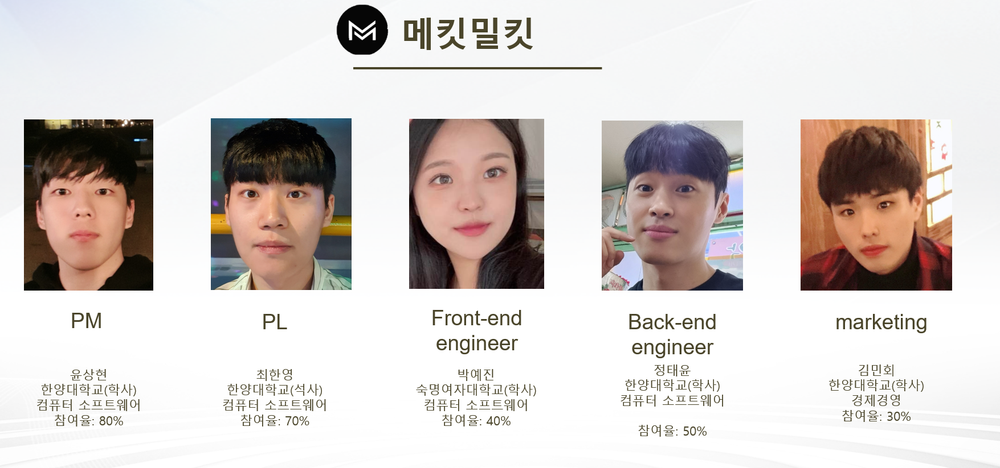 메킷밀킷
PM
윤상현
한양대학교(학사)
컴퓨터 소프트웨어
참여율: 80%
PL
최한영
한양대학교(석사)
컴퓨터 소프트웨어
참여율: 70%
Front-end
engineer
박예진
숙명여자대학교(학사)
컴퓨터 소프트웨어
참여율: 40%
Back-end
engineer
정태윤
한양대학교(학사)
컴퓨터 소프트웨어
참여율: 50%
marketing
김민회
한양대학교(학사)
경제경영
참여율: 30%